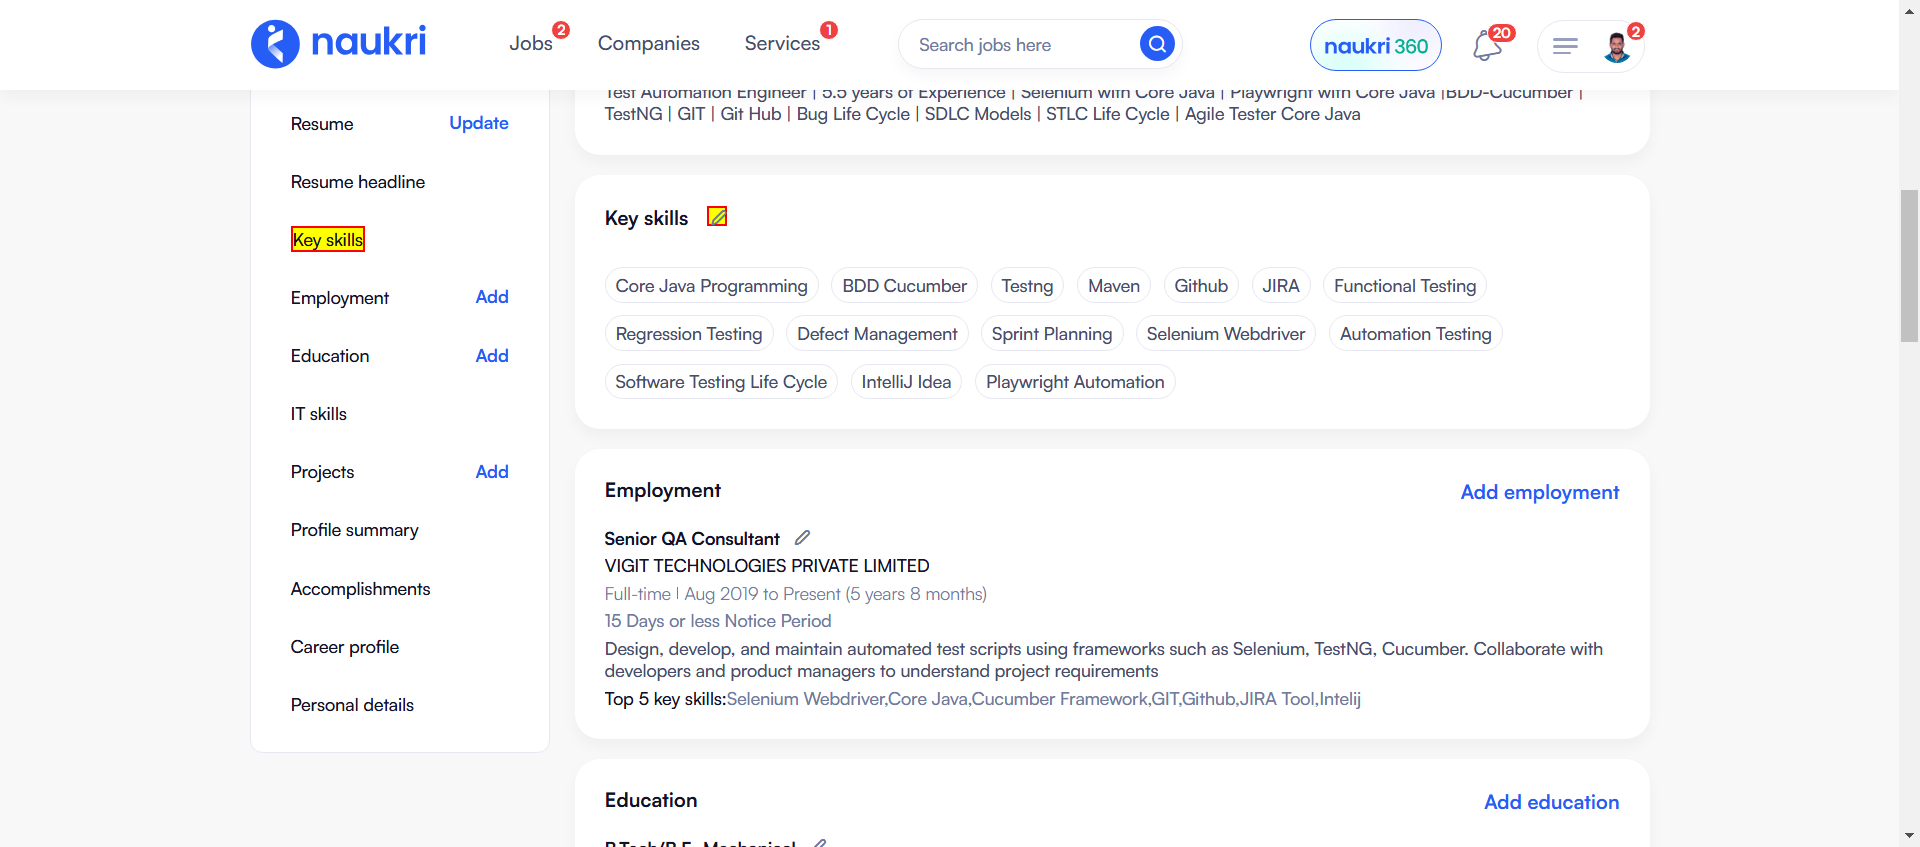 naukri
Jobs 2
Companies
Services 1
Search jobs here
naukri 360
20
2
Resume Update
Resume headline
Key skills
Employment Add
Education Add
IT skills
Projects Add
Profile summary
Accomplishments
Career profile
Personal details
Test Automation Engineer | 5.5 years of Experience | Selenium with Core Java | Playwright with Core Java |BDD-Cucumber |
TestNG | GIT | Git Hub | Bug Life Cycle | SDLC Models | STLC Life Cycle | Agile Tester Core Java
Key skills
Core Java Programming BDD Cucumber Testng Maven Github JIRA Functional Testing
Regression Testing Defect Management Sprint Planning Selenium Webdriver Automation Testing
Software Testing Life Cycle IntelliJ Idea Playwright Automation
Employment Add employment
Senior QA Consultant
VIGIT TECHNOLOGIES PRIVATE LIMITED
Full-time | Aug 2019 to Present (5 years 8 months)
15 Days or less Notice Period
Design, develop, and maintain automated test scripts using frameworks such as Selenium, TestNG, Cucumber. Collaborate with
developers and product managers to understand project requirements
Top 5 key skills:Selenium Webdriver,Core Java,Cucumber Framework,GIT,Github,JIRA Tool,Intelij
Education Add education
B.Tech/B.E. Mechanical